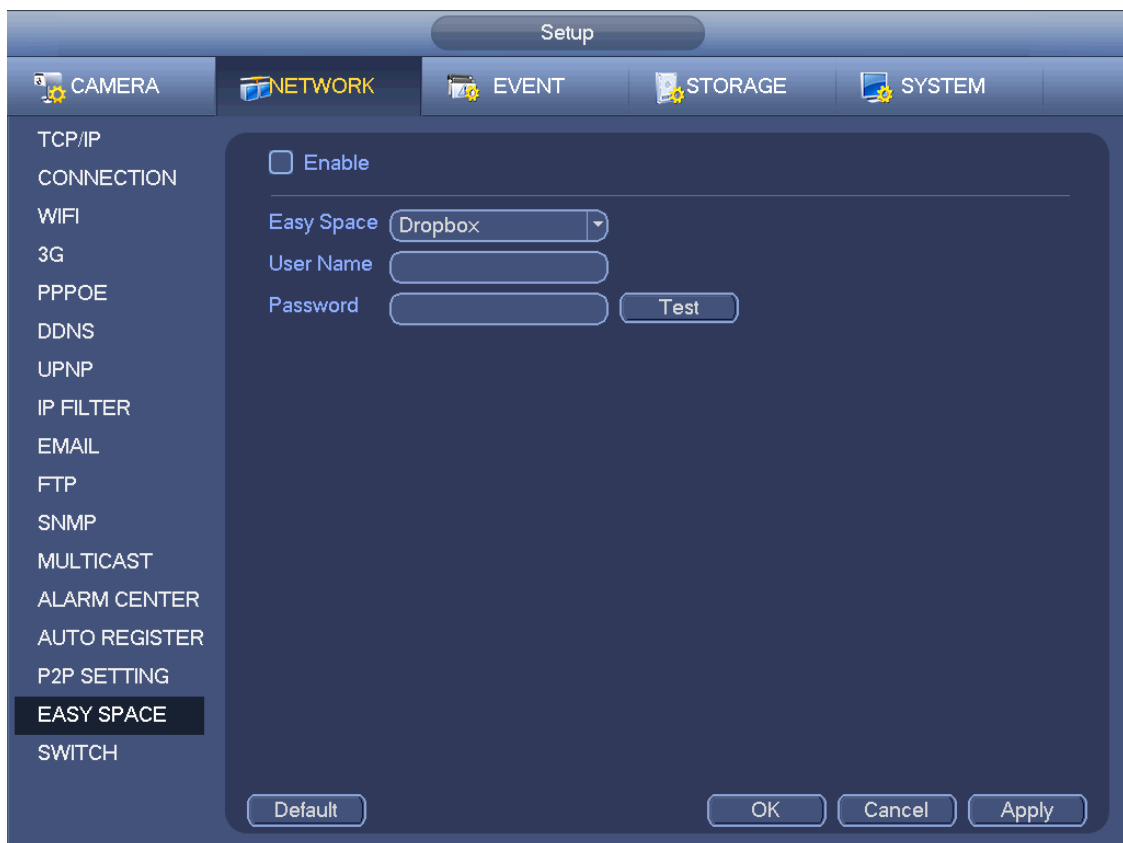 Setup
CAMERA NETWORK EVENT STORAGE SYSTEM
TCP/IP
CONNECTION
WIFI
3G
PPPOE
DDNS
UPNP
IP FILTER
EMAIL
FTP
SNMP
MULTICAST
ALARM CENTER
AUTO REGISTER
P2P SETTING
EASY SPACE
SWITCH
Enable
Easy Space Dropbox
User Name
Password Test
Default OK Cancel Apply